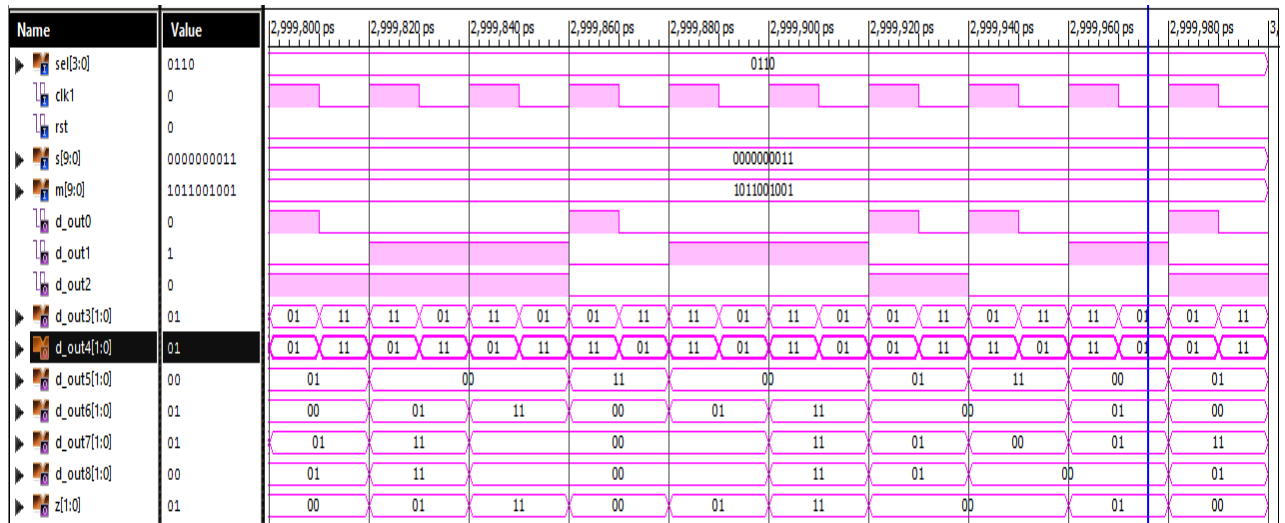 Name Value 2,999,800 ps 2,999,820 ps 2,999,840 ps 2,999,860 ps 2,999,880 ps 2,999,900 ps 2,999,920 ps 2,999,940 ps 2,999,960 ps 2,999,980 ps 3,
sel[3:0] 0110 0110
clk1 0
rst 0
s[9:0] 0000000011 0000000011
m[9:0] 1011001001 1011001001
d_out0 0
d_out1 1
d_out2 0
d_out3[1:0] 01 01 11 11 01 11 01 01 11 11 01 11 01 01 11 01 11 11 01 01 11
d_out4[1:0] 01 01 11 01 11 01 11 11 01 01 11 01 11 01 11 11 01 11 01 01 11
d_out5[1:0] 00 01 00 11 00 01 11 00 01
d_out6[1:0] 01 00 01 11 00 01 11 00 01 00
d_out7[1:0] 01 01 11 00 11 01 00 01 11
d_out8[1:0] 00 01 11 00 11 01 00 01
z[1:0] 01 00 01 11 00 01 11 00 01 00